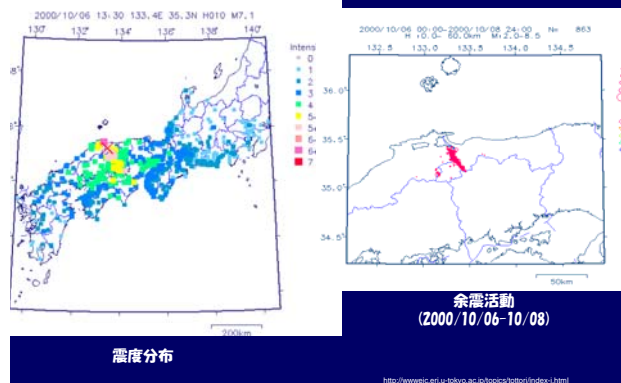 2000/10/06 13:30 133.4E 35.3N H010 M7.1
130° 132° 134° 136° 138° 140°
Intens
0
1
2
3
4
5-
5+
6-
6+
7
200km
震度分布
2000/10/06 00:00-2000/10/08 24:00 N= 863
H :0.0- 60.0km M:2.0-8.5
132.5 133.0 133.5 134.0 134.5
36.0°
35.5°
35.0°
34.5°
50km
余震活動
(2000/10/06-10/08)
http://wwweic.eri.u-tokyo.ac.jp/topics/tottori/index-j.html